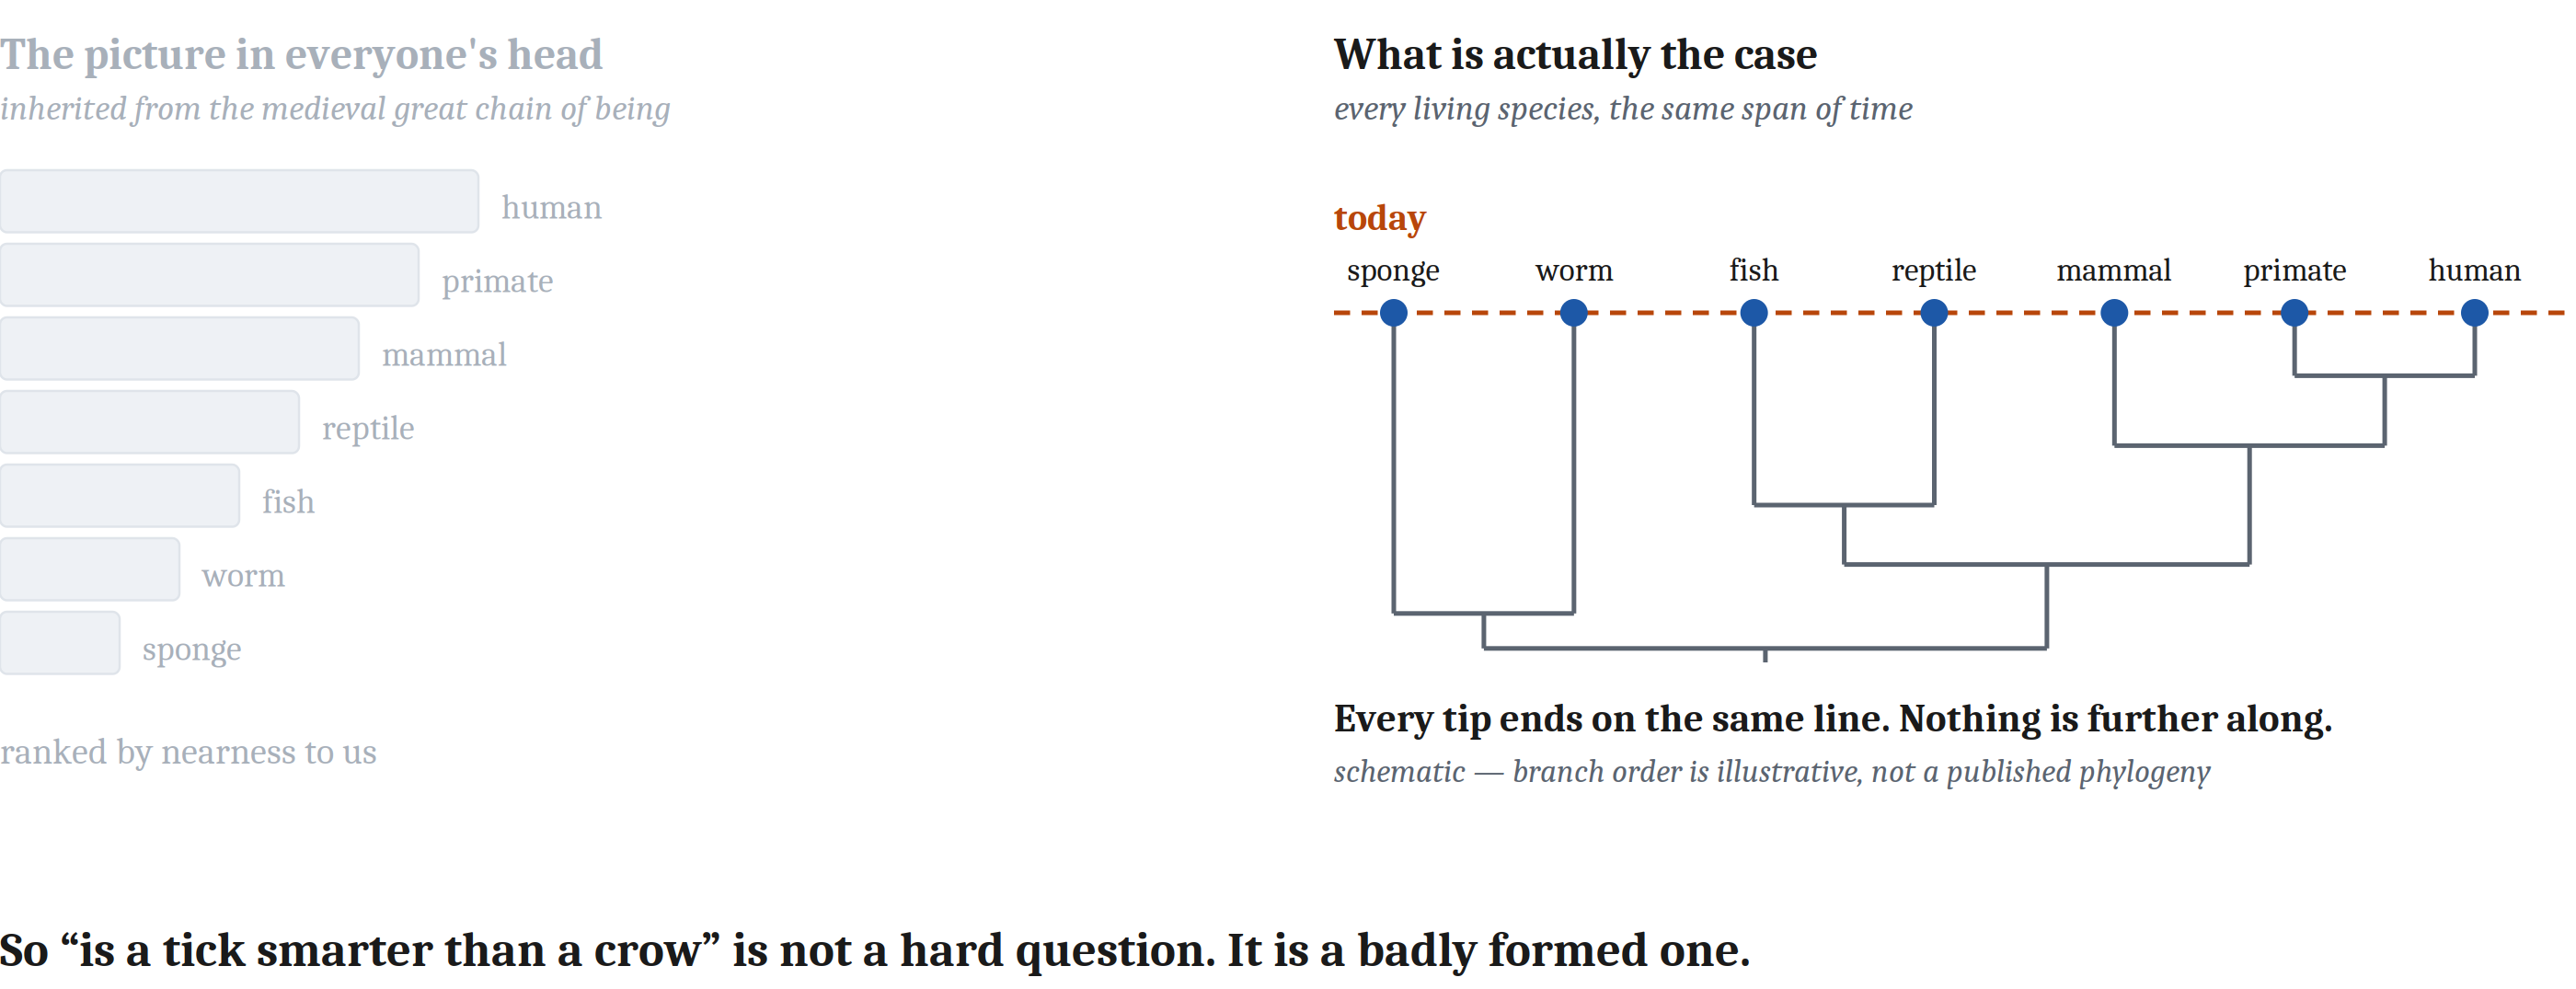 The picture in everyone's head
inherited from the medieval great chain of being
human
primate
mammal
reptile
fish
worm
sponge
ranked by nearness to us
What is actually the case
every living species, the same span of time
today
sponge worm fish reptile mammal primate human
Every tip ends on the same line. Nothing is further along.
schematic — branch order is illustrative, not a published phylogeny
So “is a tick smarter than a crow” is not a hard question. It is a badly formed one.